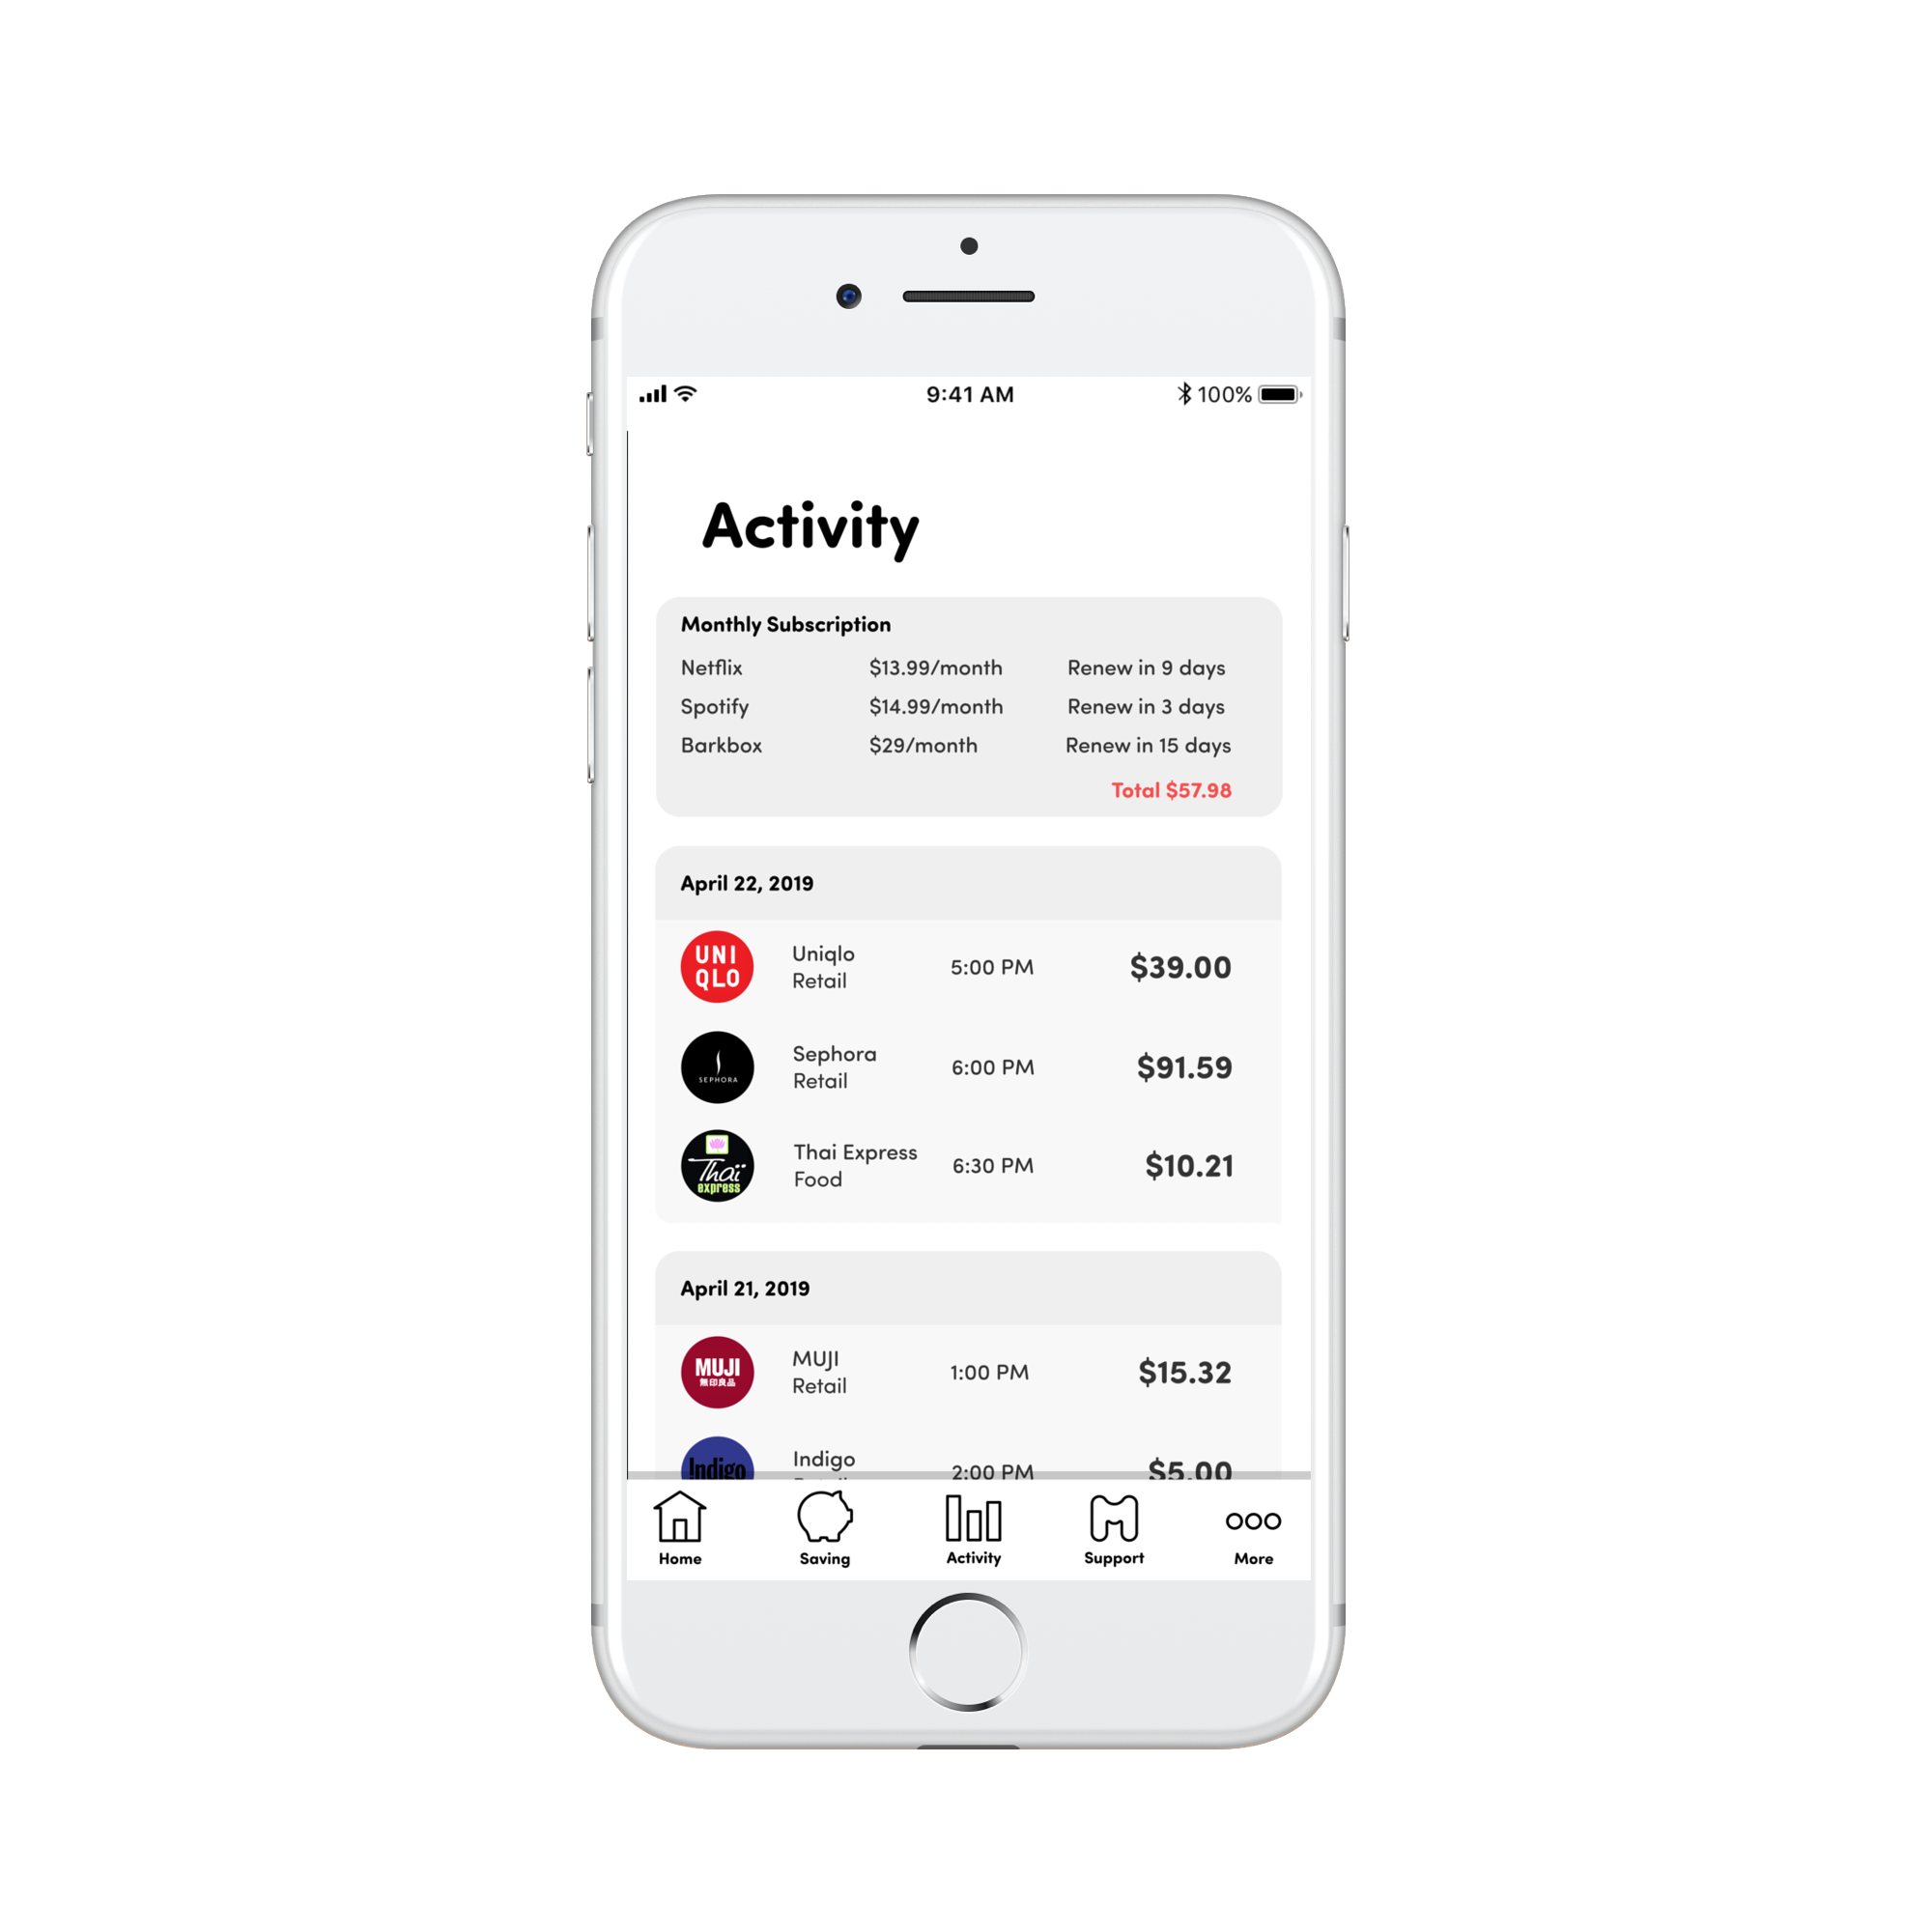 9:41 AM
100%
Activity
Monthly Subscription
Netflix $13.99/month Renew in 9 days
Spotify $14.99/month Renew in 3 days
Barkbox $29/month Renew in 15 days
Total $57.98
April 22, 2019
UNI
QLO
Uniqlo
Retail
5:00 PM
$39.00
SEPHORA
Sephora
Retail
6:00 PM
$91.59
Thaï
express
Thai Express
Food
6:30 PM
$10.21
April 21, 2019
MUJI
無印良品
MUJI
Retail
1:00 PM
$15.32
Indigo
Indigo
2:00 PM
$5.00
Home
Saving
Activity
Support
More